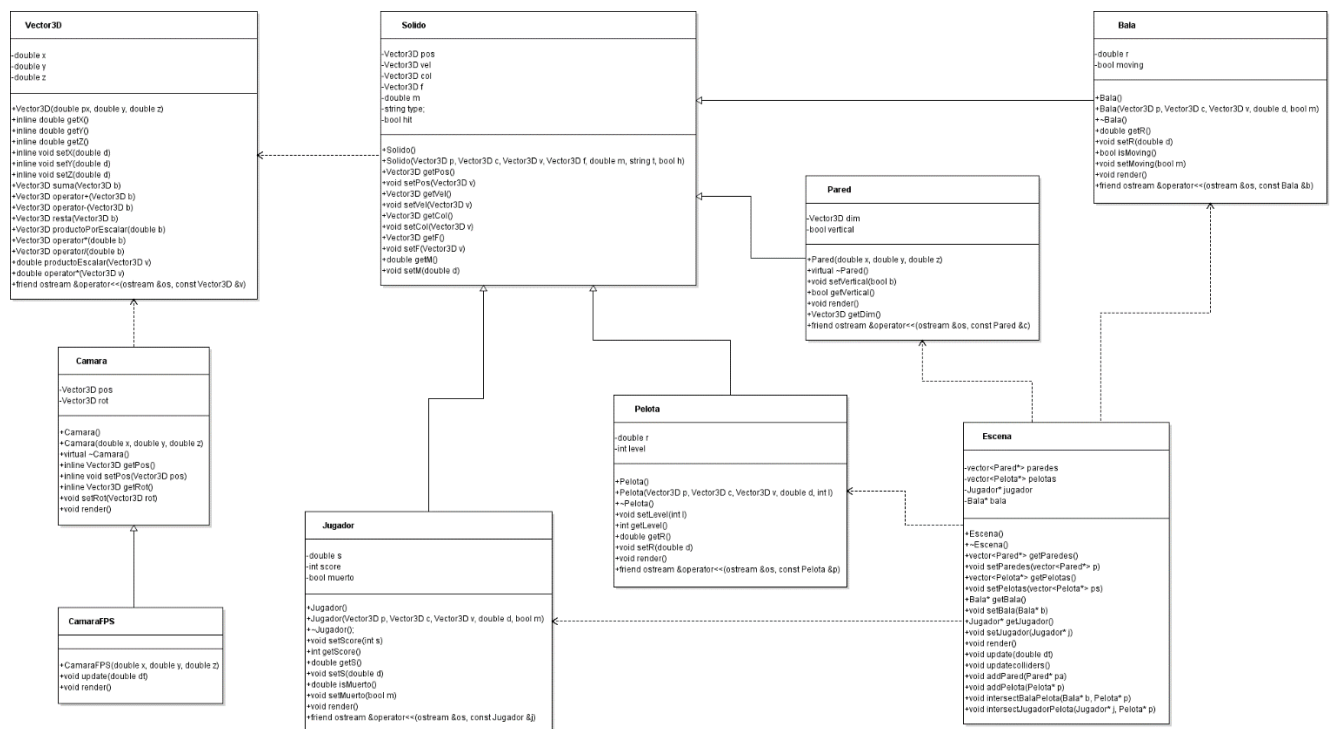 Vector3D
-double x
-double y
-double z
+Vector3D(double px, double y, double z)
+inline double getX()
+inline double getY()
+inline double getZ()
+inline void setX(double d)
+inline void setY(double d)
+inline void setZ(double d)
+Vector3D suma(Vector3D b)
+Vector3D operator+(Vector3D b)
+Vector3D operator-(Vector3D b)
+Vector3D resta(Vector3D b)
+Vector3D productoPorEscalar(double b)
+Vector3D operator*(double b)
+Vector3D operator/(double b)
+double productoEscalar(Vector3D v)
+double operator*(Vector3D v)
+friend ostream &operator<<(ostream &os, const Vector3D &v)
Solido
-Vector3D pos
-Vector3D vel
-Vector3D col
-Vector3D f
-double m
-string type;
-bool hit
+Solido()
+Solido(Vector3D p, Vector3D c, Vector3D v, Vector3D f, double m, string t, bool h)
+Vector3D getPos()
+void setPos(Vector3D v)
+Vector3D getVel()
+void setVel(Vector3D v)
+Vector3D getCol()
+void setCol(Vector3D v)
+Vector3D getF()
+void setF(Vector3D v)
+double getM()
+void setM(double d)
Bala
-double r
-bool moving
+Bala()
+Bala(Vector3D p, Vector3D c, Vector3D v, double d, bool m)
+~Bala()
+double getR()
+void setR(double d)
+bool isMoving()
+void setMoving(bool m)
+void render()
+friend ostream &operator<<(ostream &os, const Bala &b)
Pared
-Vector3D dim
-bool vertical
+Pared(double x, double y, double z)
+virtual ~Pared()
+void setVertical(bool b)
+bool getVertical()
+void render()
+Vector3D getDim()
+friend ostream &operator<<(ostream &os, const Pared &c)
Camara
-Vector3D pos
-Vector3D rot
+Camara()
+Camara(double x, double y, double z)
+virtual ~Camara()
+inline Vector3D getPos()
+inline void setPos(Vector3D pos)
+inline Vector3D getRot()
+void setRot(Vector3D rot)
+void render()
Pelota
-double r
-int level
+Pelota()
+Pelota(Vector3D p, Vector3D c, Vector3D v, double d, int l)
+~Pelota()
+void setLevel(int l)
+int getLevel()
+double getR()
+void setR(double d)
+void render()
+friend ostream &operator<<(ostream &os, const Pelota &p)
Escena
-vector<Pared*> paredes
-vector<Pelota*> pelotas
-Jugador* jugador
-Bala* bala
+Escena()
+~Escena()
+vector<Pared*> getParedes()
+void setParedes(vector<Pared*> p)
+vector<Pelota*> getPelotas()
+void setPelotas(vector<Pelota*> ps)
+Bala* getBala()
+void setBala(Bala* b)
+Jugador* getJugador()
+void setJugador(Jugador* j)
+void render()
+void update(double dt)
+void updatecolliders()
+void addPared(Pared* pa)
+void addPelota(Pelota* p)
+void intersectBalaPelota(Bala* b, Pelota* p)
+void intersectJugadorPelota(Jugador* j, Pelota* p)
Jugador
-double s
-int score
-bool muerto
+Jugador()
+Jugador(Vector3D p, Vector3D c, Vector3D v, double d, bool m)
+~Jugador();
+void setScore(int s)
+int getScore()
+double getS()
+void setS(double d)
+double isMuerto()
+void setMuerto(bool m)
+void render()
+friend ostream &operator<<(ostream &os, const Jugador &j)
CamaraFPS
+CamaraFPS(double x, double y, double z)
+void update(double dt)
+void render()